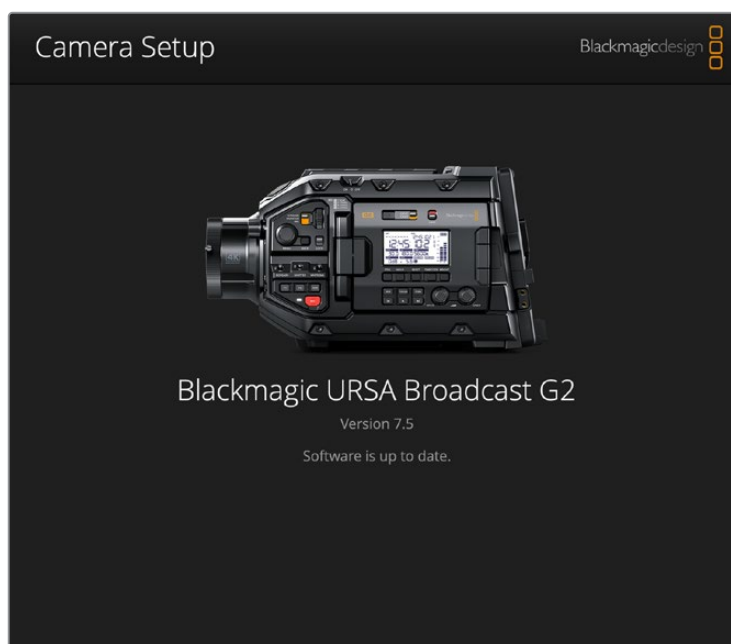 Camera Setup
Blackmagicdesign
Blackmagic URSA Broadcast G2
Version 7.5
Software is up to date.